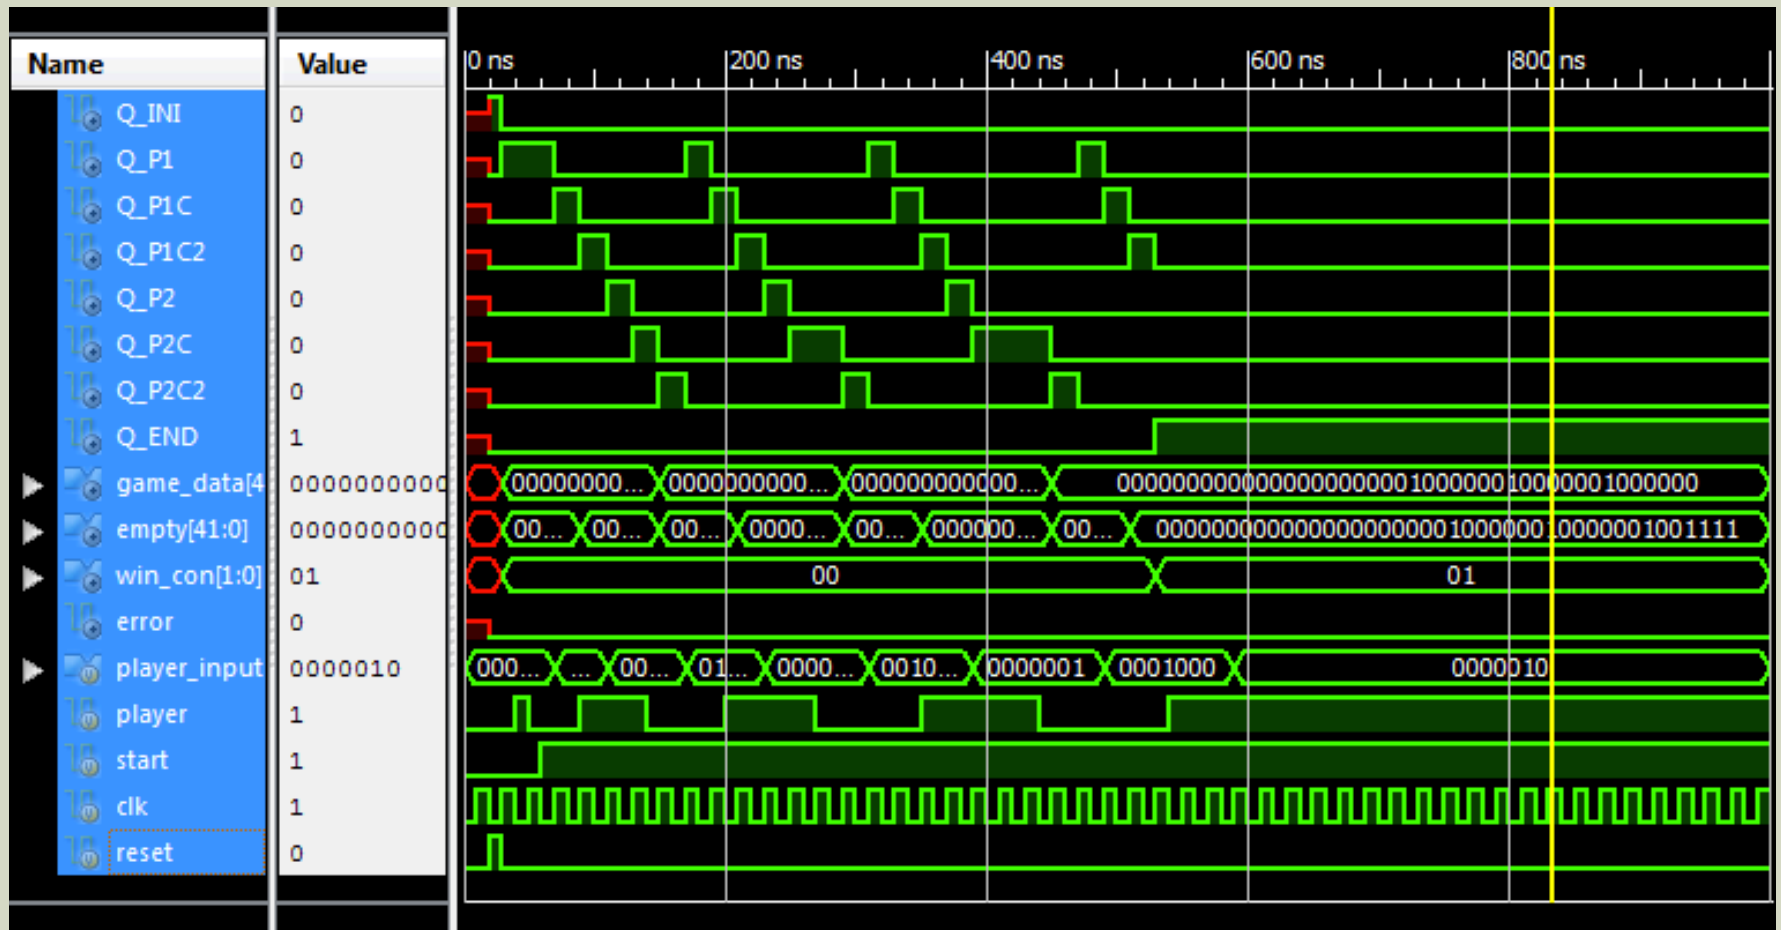 Name Value 0 ns 200 ns 400 ns 600 ns 800 ns
Q_INI 0
Q_P1 0
Q_P1C 0
Q_P1C2 0
Q_P2 0
Q_P2C 0
Q_P2C2 0
Q_END 1
game_data[4 0000000000 00000000... 0000000000... 000000000000... 000000000000000000000100000010000001000000
empty[41:0] 0000000000 00... 00... 00... 0000... 00... 000000... 00... 000000000000000000000100000010000001001111
win_con[1:0] 01 00 01
error 0
player_input 0000010 000... ... 00... 01... 0000... 0010... 0000001 0001000 0000010
player 1
start 1
clk 1
reset 0